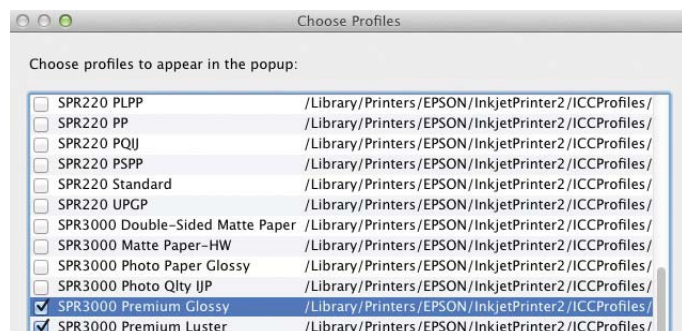 Choose Profiles
Choose profiles to appear in the popup:
SPR220 PLPP /Library/Printers/EPSON/InkjetPrinter2/ICCProfiles/
SPR220 PP /Library/Printers/EPSON/InkjetPrinter2/ICCProfiles/
SPR220 PQIJ /Library/Printers/EPSON/InkjetPrinter2/ICCProfiles/
SPR220 PSPP /Library/Printers/EPSON/InkjetPrinter2/ICCProfiles/
SPR220 Standard /Library/Printers/EPSON/InkjetPrinter2/ICCProfiles/
SPR220 UPGP /Library/Printers/EPSON/InkjetPrinter2/ICCProfiles/
SPR3000 Double-Sided Matte Paper /Library/Printers/EPSON/InkjetPrinter2/ICCProfiles/
SPR3000 Matte Paper-HW /Library/Printers/EPSON/InkjetPrinter2/ICCProfiles/
SPR3000 Photo Paper Glossy /Library/Printers/EPSON/InkjetPrinter2/ICCProfiles/
SPR3000 Photo Qlty IJP /Library/Printers/EPSON/InkjetPrinter2/ICCProfiles/
SPR3000 Premium Glossy /Library/Printers/EPSON/InkjetPrinter2/ICCProfiles/
SPR3000 Premium Luster /Library/Printers/EPSON/InkjetPrinter2/ICCProfiles/